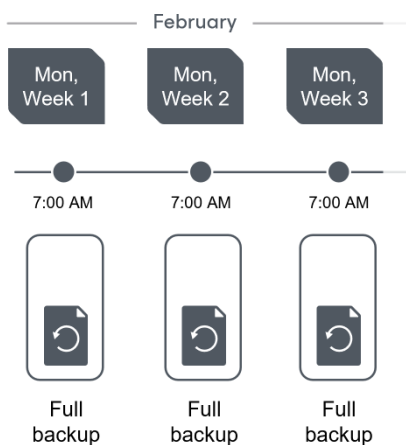 February
Mon,
Week 1
Mon,
Week 2
Mon,
Week 3
7:00 AM
7:00 AM
7:00 AM
Full
backup
Full
backup
Full
backup